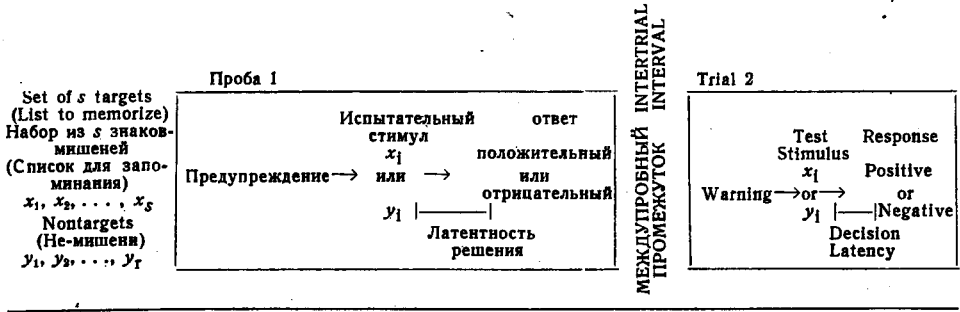 Set of s targets
(List to memorize)
Набор из s знаков-
мишеней
(Список для запо-
минания)
x₁, x₂, . . . , xₛ
Nontargets
(Не-мишени)
y₁, y₂, . . ., yᵣ
Проба 1
Испытательный
стимул
xᵢ
или
yᵢ
ответ
положительный
или
отрицательный
Предупреждение →
→
Латентность
решения
МЕЖДУПРОБНЫЙ INTERTRIAL
ПРОМЕЖУТОК INTERVAL
Trial 2
Test
Stimulus
xᵢ
or
yᵢ
Response
Positive
or
Negative
Warning →
→
Decision
Latency